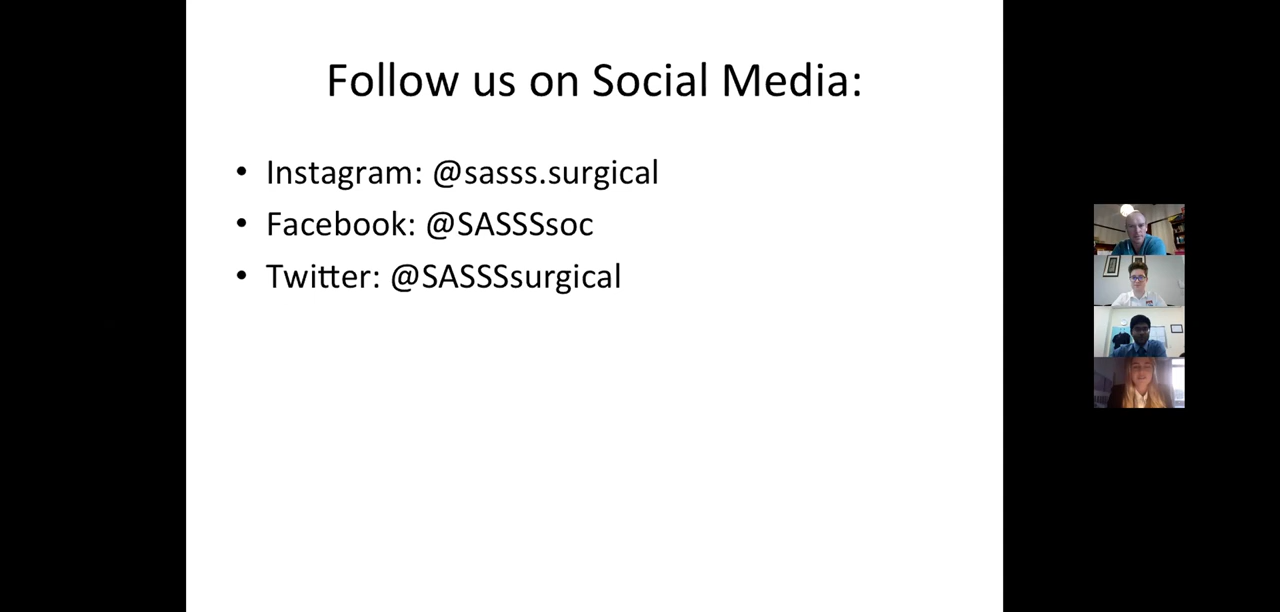 Follow us on Social Media:
• Instagram: @sasss.surgical
• Facebook: @SASSSsoc
• Twitter: @SASSSsurgical